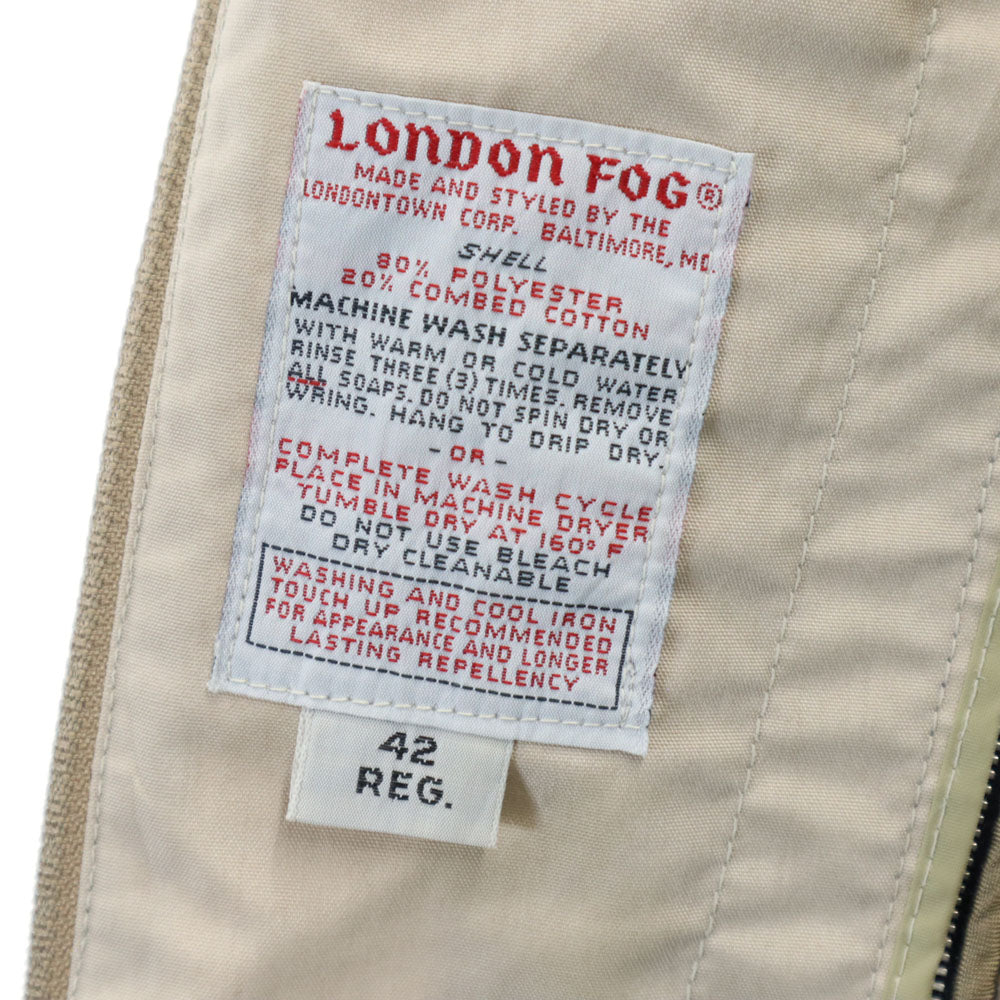 LONDON FOG®
MADE AND STYLED BY THE
LONDONTOWN CORP. BALTIMORE, MD.
SHELL
80% POLYESTER
20% COMBED COTTON
MACHINE WASH SEPARATELY
WITH WARM OR COLD WATER
RINSE THREE (3) TIMES. REMOVE
ALL SOAPS. DO NOT SPIN DRY OR
WRING. HANG TO DRIP DRY.
- OR -
COMPLETE WASH CYCLE
PLACE IN MACHINE DRYER
TUMBLE DRY AT 160° F
DO NOT USE BLEACH
DRY CLEANABLE
WASHING AND COOL IRON
TOUCH UP RECOMMENDED
FOR APPEARANCE AND LONGER
LASTING REPELLENCY
42
REG.